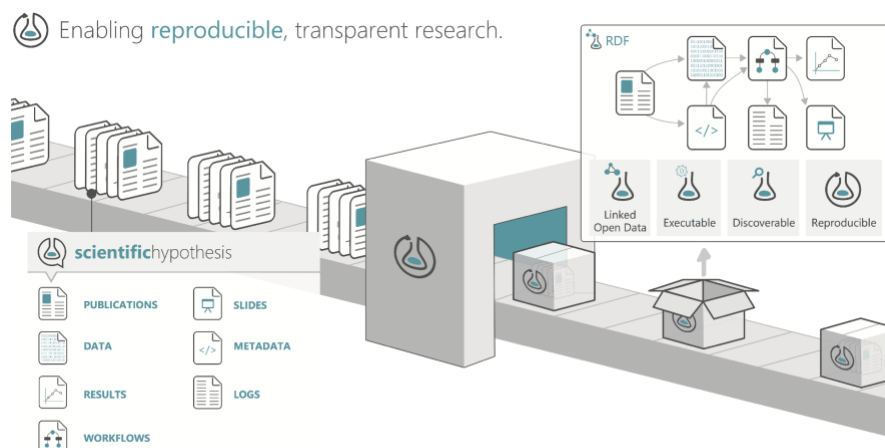 Enabling reproducible, transparent research.
RDF
</>
Linked
Open Data
Executable
Discoverable
Reproducible
scientifichypothesis
PUBLICATIONS
SLIDES
DATA
</>
METADATA
RESULTS
LOGS
WORKFLOWS